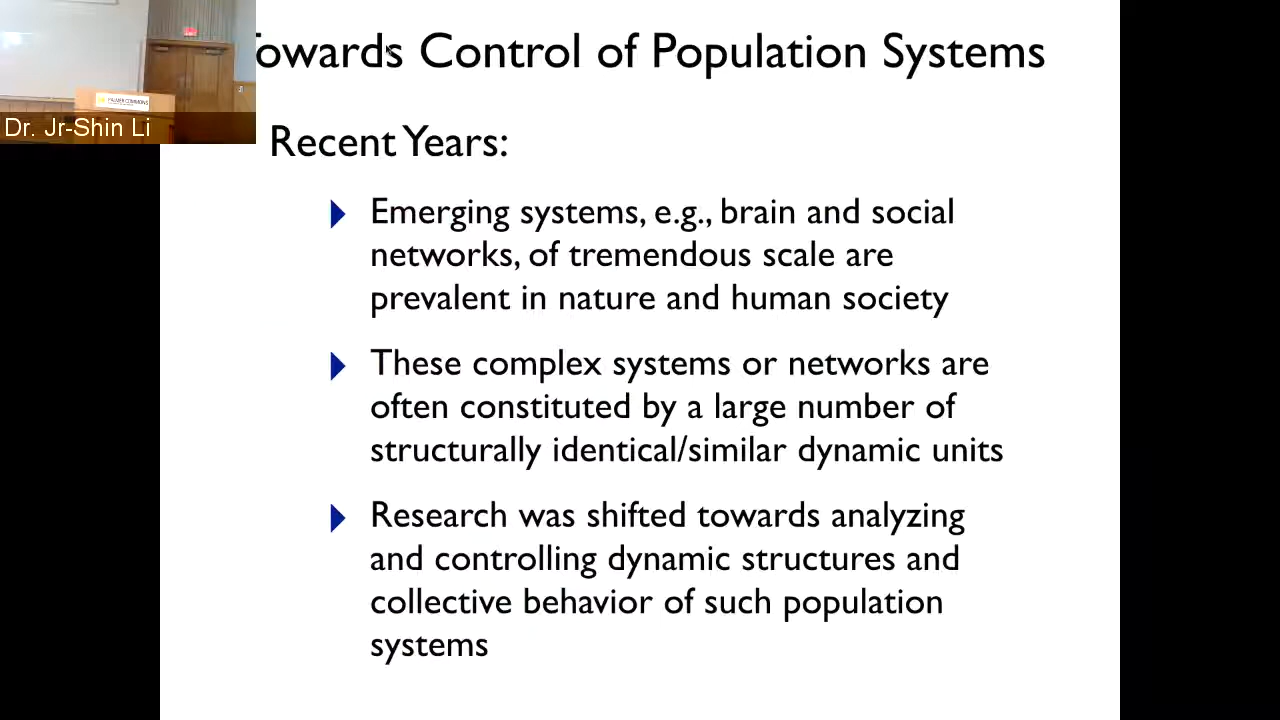 owards Control of Population Systems
PALMER COMMONS
Dr. Jr-Shin Li
Recent Years:
Emerging systems, e.g., brain and social
networks, of tremendous scale are
prevalent in nature and human society
These complex systems or networks are
often constituted by a large number of
structurally identical/similar dynamic units
Research was shifted towards analyzing
and controlling dynamic structures and
collective behavior of such population
systems